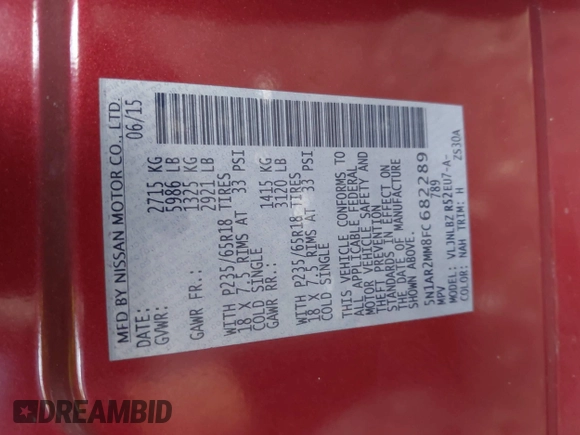 MFD BY NISSAN MOTOR CO., LTD.
DATE: 06/15
GVWR: 2715 KG
5986 LB
GAWR FR.: 1325 KG
2921 LB
WITH P235/65R18 TIRES
18 X 7.5 RIMS AT 33 PSI
COLD SINGLE
GAWR RR.: 1415 KG
3120 LB
WITH P235/65R18 TIRES
18 X 7.5 RIMS AT 33 PSI
COLD SINGLE
THIS VEHICLE CONFORMS TO
ALL APPLICABLE FEDERAL
MOTOR VEHICLE SAFETY AND
THEFT PREVENTION
STANDARDS IN EFFECT ON
THE DATE OF MANUFACTURE
SHOWN ABOVE.
5N1AR2MM8FC682289
MPV 6789
MODEL: VLJNLBZ R52EU7-A-
COLOR: NAH TRIM: H ZS30A
DREAMBID